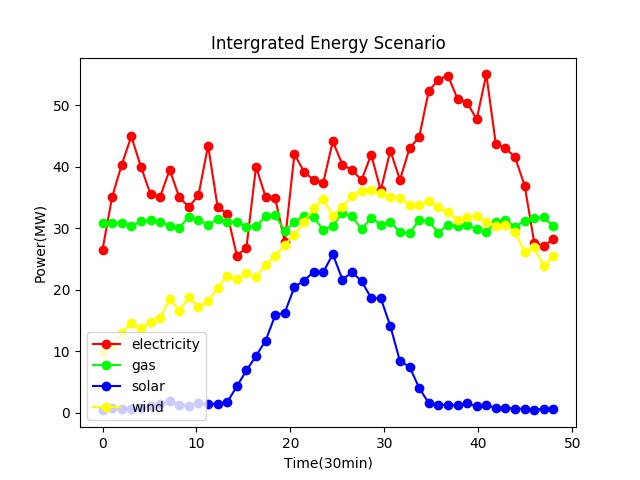 Intergrated Energy Scenario
Power(MW)
50
40
30
20
10
0
electricity
gas
solar
wind
0 10 20 30 40 50
Time(30min)